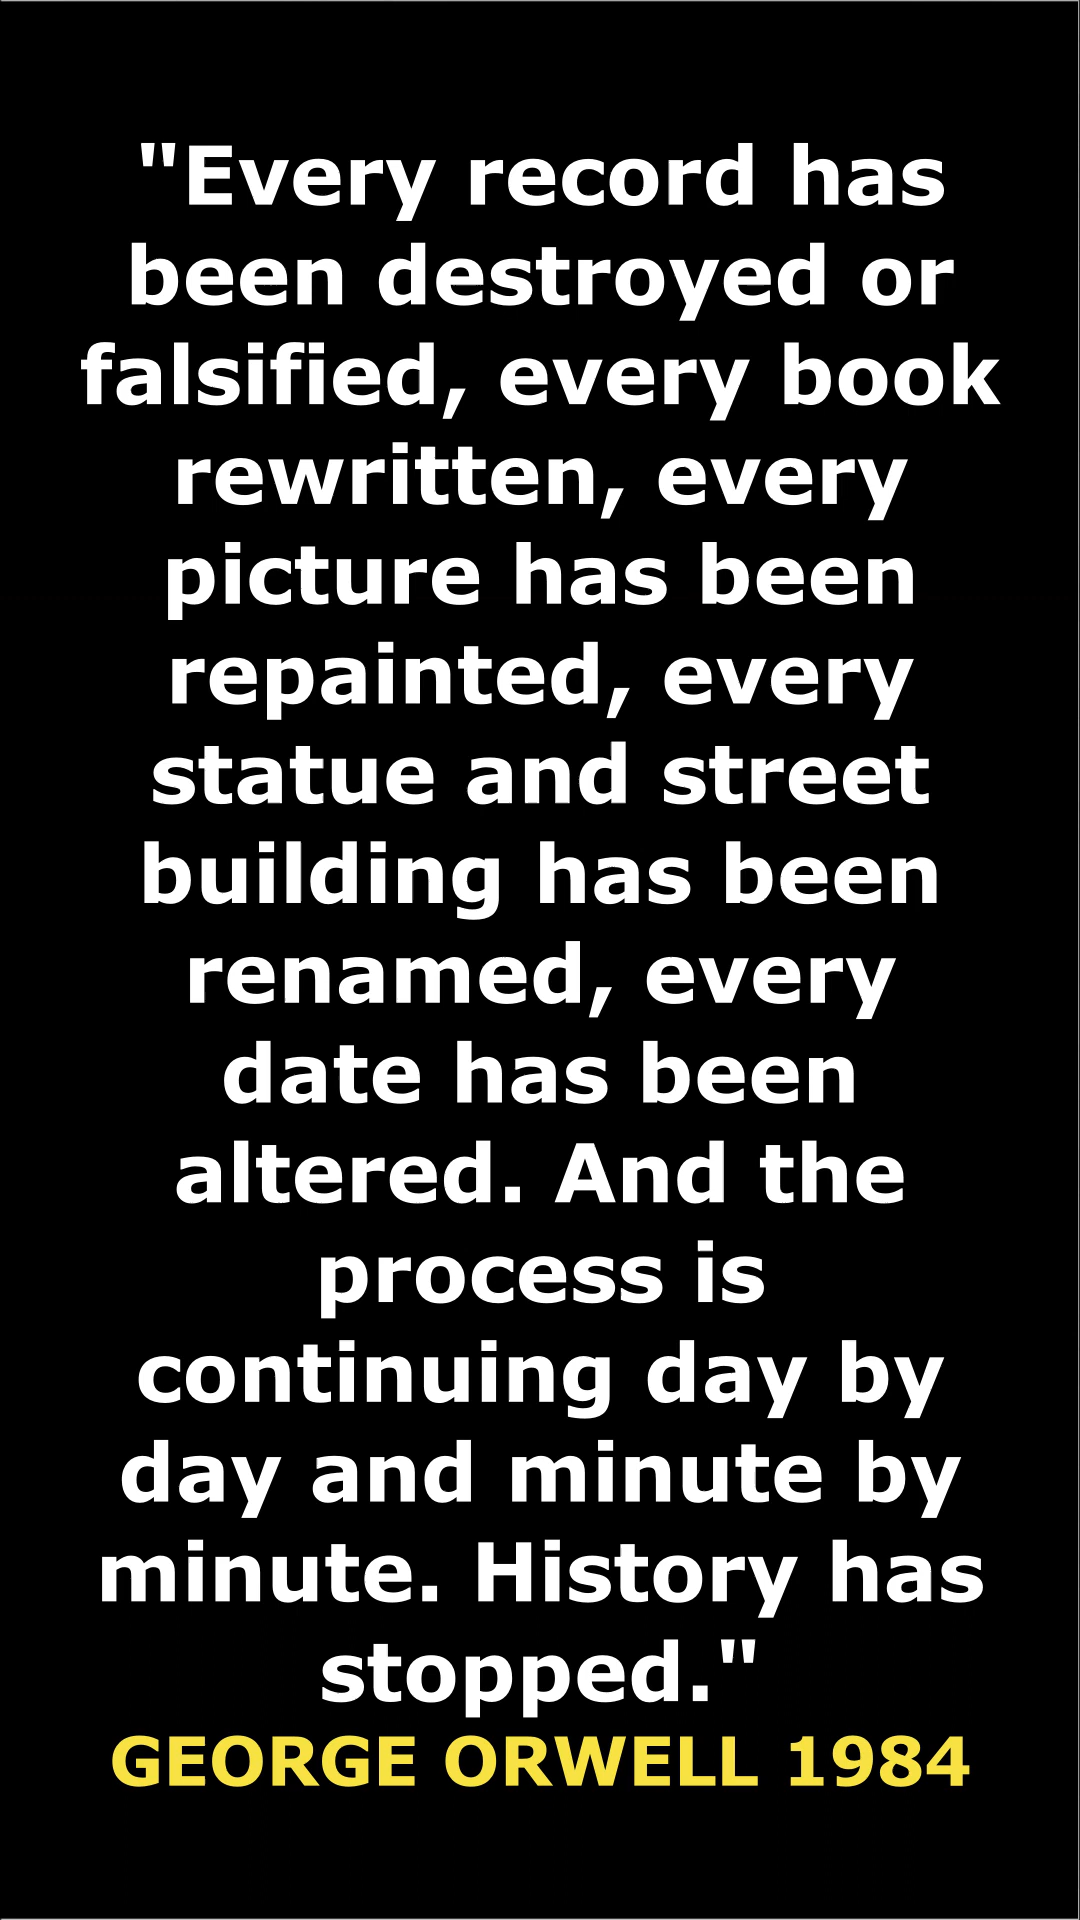 "Every record has
been destroyed or
falsified, every book
rewritten, every
picture has been
repainted, every
statue and street
building has been
renamed, every
date has been
altered. And the
process is
continuing day by
day and minute by
minute. History has
stopped."
GEORGE ORWELL 1984